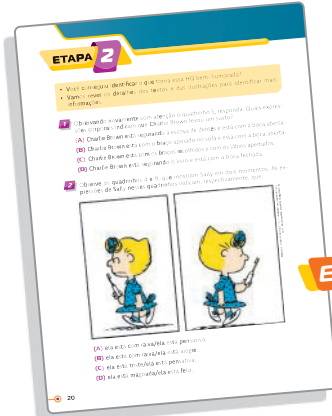 ETAPA 2
• Você conseguiu identificar o que torna essa HQ bem-humorada?
• Vamos rever os detalhes dos textos e das ilustrações para identificar mais informações.
1 Observando novamente com atenção o quadrinho 5, responda: Quais expressões corporais indicam que Charlie Brown levou um susto?
(A) Charlie Brown está segurando a escova de dentes e está com a boca aberta.
(B) Charlie Brown está com o braço apoiado no sofá e está com a boca aberta.
(C) Charlie Brown está com os braços recolhidos e com os lábios apertados.
(D) Charlie Brown está segurando o livro e está com a boca fechada.
2 Observe os quadrinhos 4 e 9, que mostram Sally em dois momentos. As expressões de Sally nesses quadrinhos indicam, respectivamente, que
(A) ela está com raiva/ela está pensativa.
(B) ela está com raiva/ela está alegre.
(C) ela está triste/ela está pensativa.
(D) ela está magoada/ela está feliz.
20
E